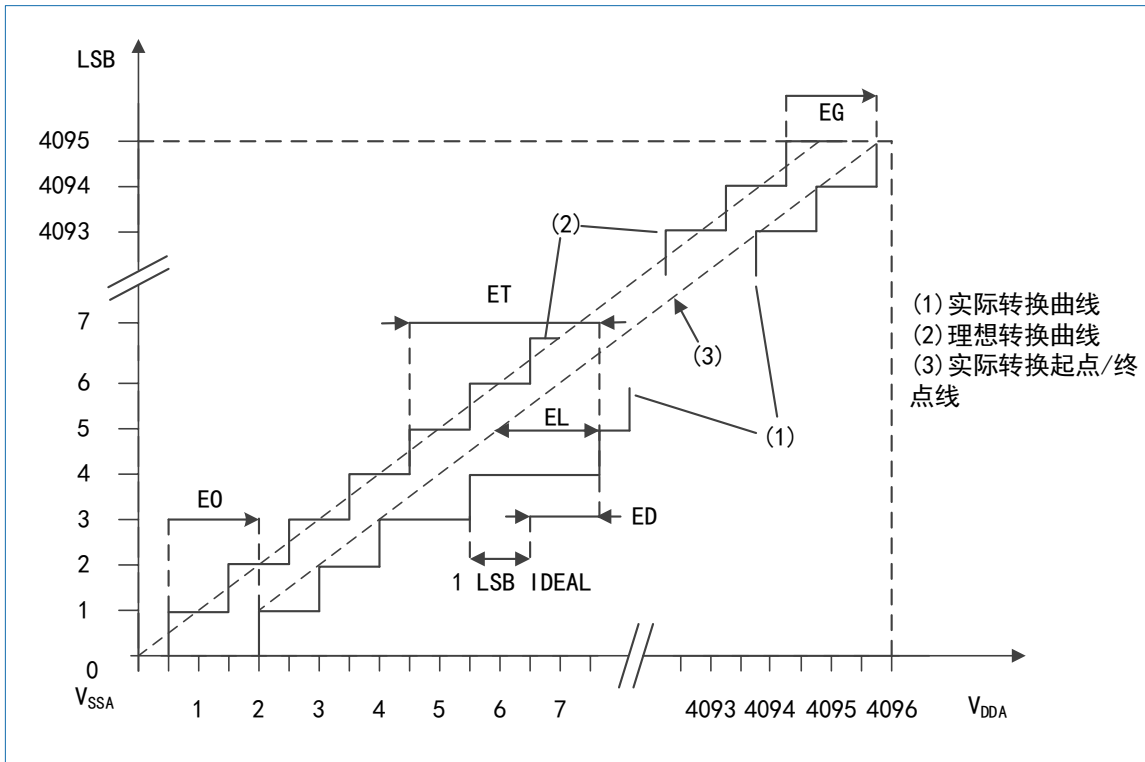 LSB
EG
4095
4094
4093
(2)
ET
7
(1)实际转换曲线
(2)理想转换曲线
(3)实际转换起点/终
点线
(3)
6
EL
5
(1)
4
EO
3
ED
2
1 LSB IDEAL
1
0
VSSA
1 2 3 4 5 6 7 4093 4094 4095 4096 VDDA